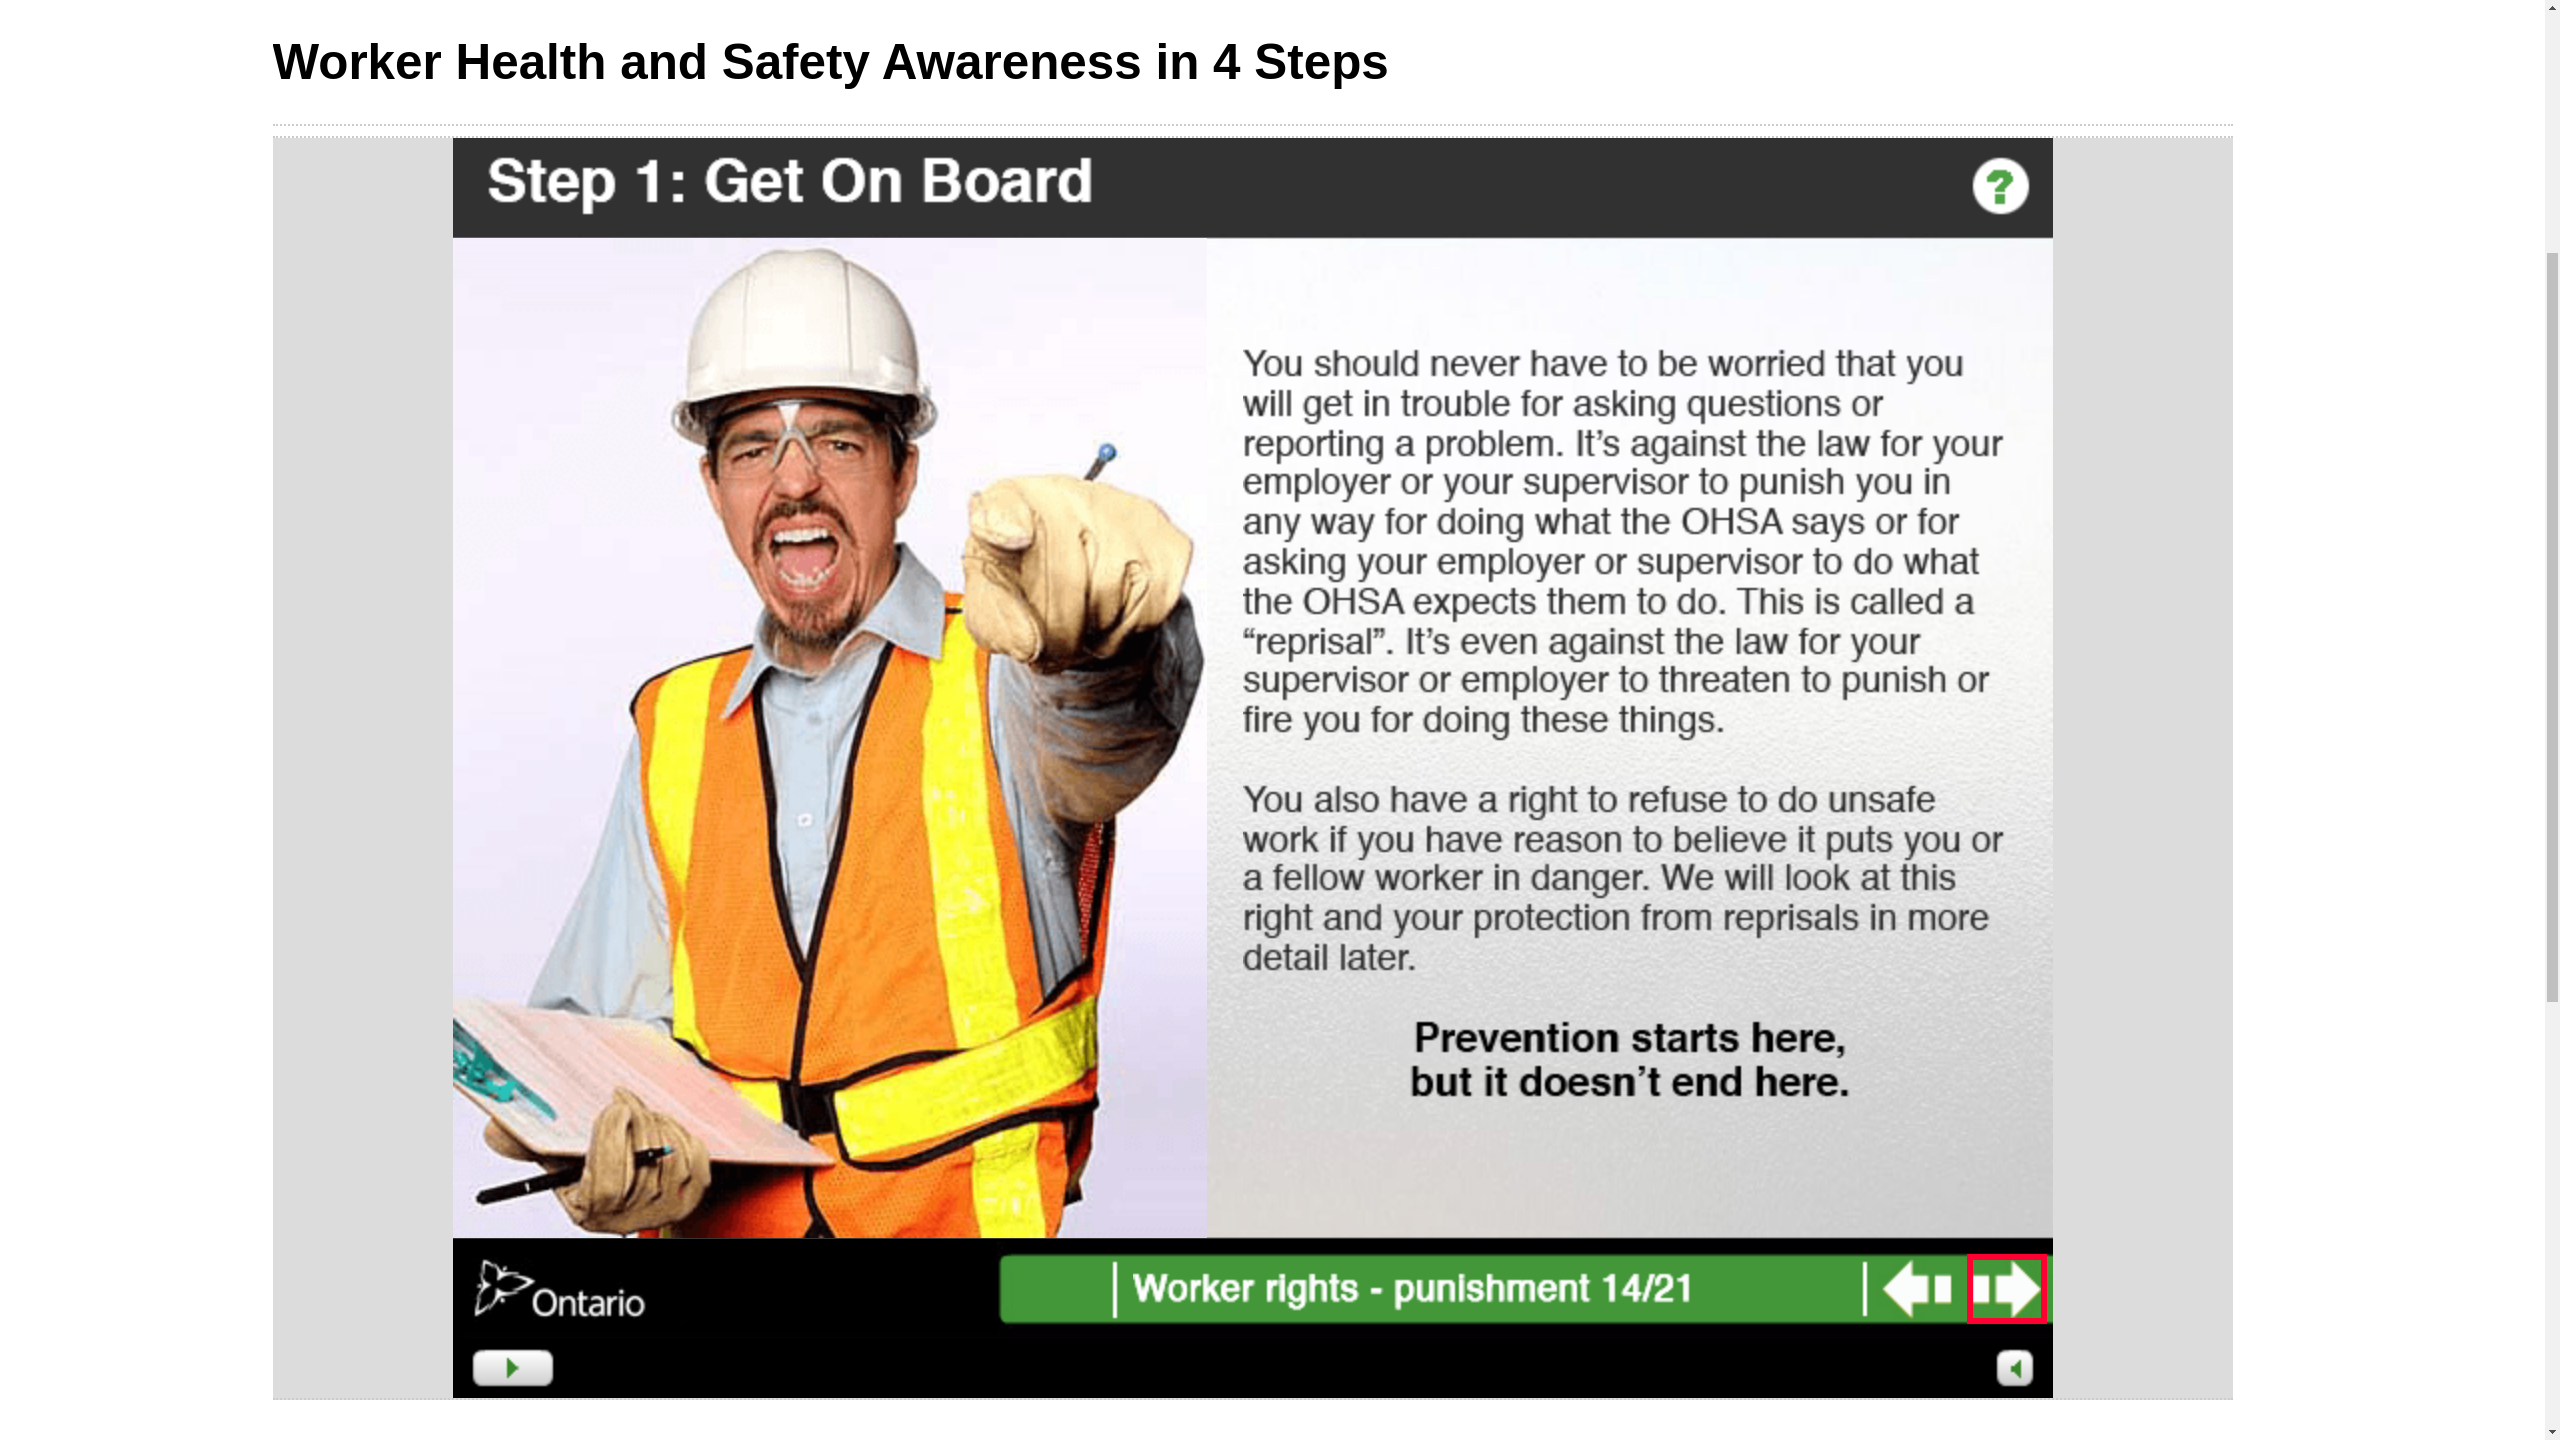 Worker Health and Safety Awareness in 4 Steps
Step 1: Get On Board
?
You should never have to be worried that you
will get in trouble for asking questions or
reporting a problem. It’s against the law for your
employer or your supervisor to punish you in
any way for doing what the OHSA says or for
asking your employer or supervisor to do what
the OHSA expects them to do. This is called a
“reprisal”. It’s even against the law for your
supervisor or employer to threaten to punish or
fire you for doing these things.
You also have a right to refuse to do unsafe
work if you have reason to believe it puts you or
a fellow worker in danger. We will look at this
right and your protection from reprisals in more
detail later.
Prevention starts here,
but it doesn’t end here.
Ontario
Worker rights - punishment 14/21